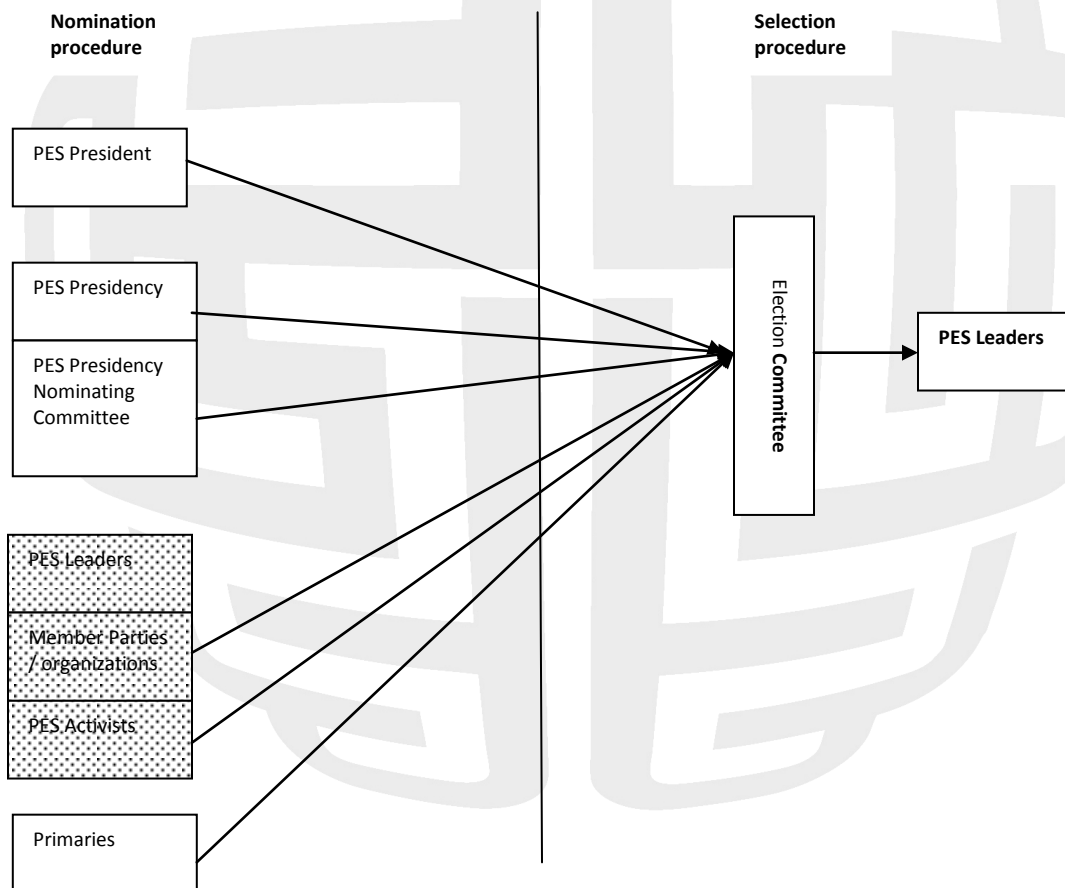 Nomination
procedure
Selection
procedure
PES President
PES Presidency
PES Presidency
Nominating
Committee
PES Leaders
Member Parties
/ organizations
PES Activists
Primaries
Election Committee
PES Leaders